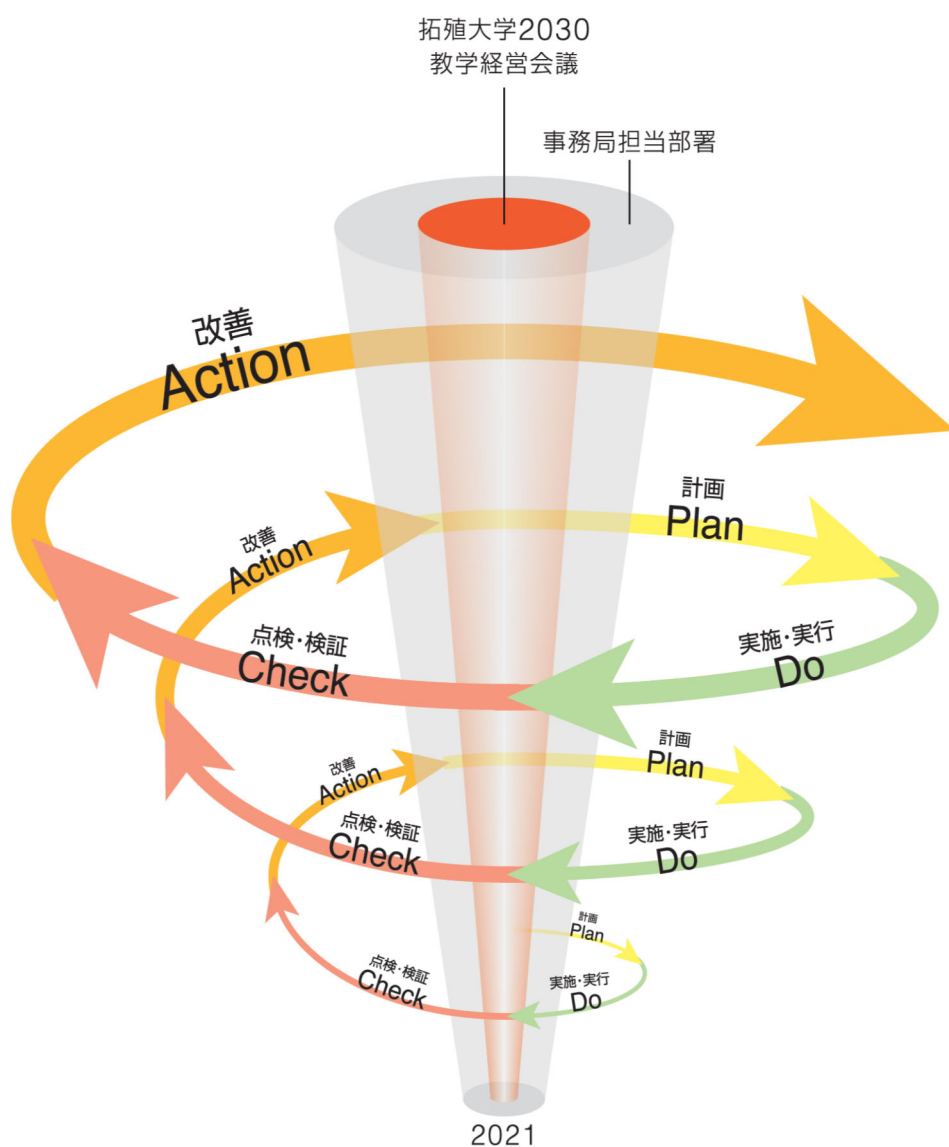 拓殖大学2030
教学経営会議
事務局担当部署
改善
Action
計画
Plan
改善
Action
実施・実行
Do
点検・検証
Check
計画
Plan
改善
Action
実施・実行
Do
点検・検証
Check
計画
Plan
実施・実行
Do
点検・検証
Check
2021